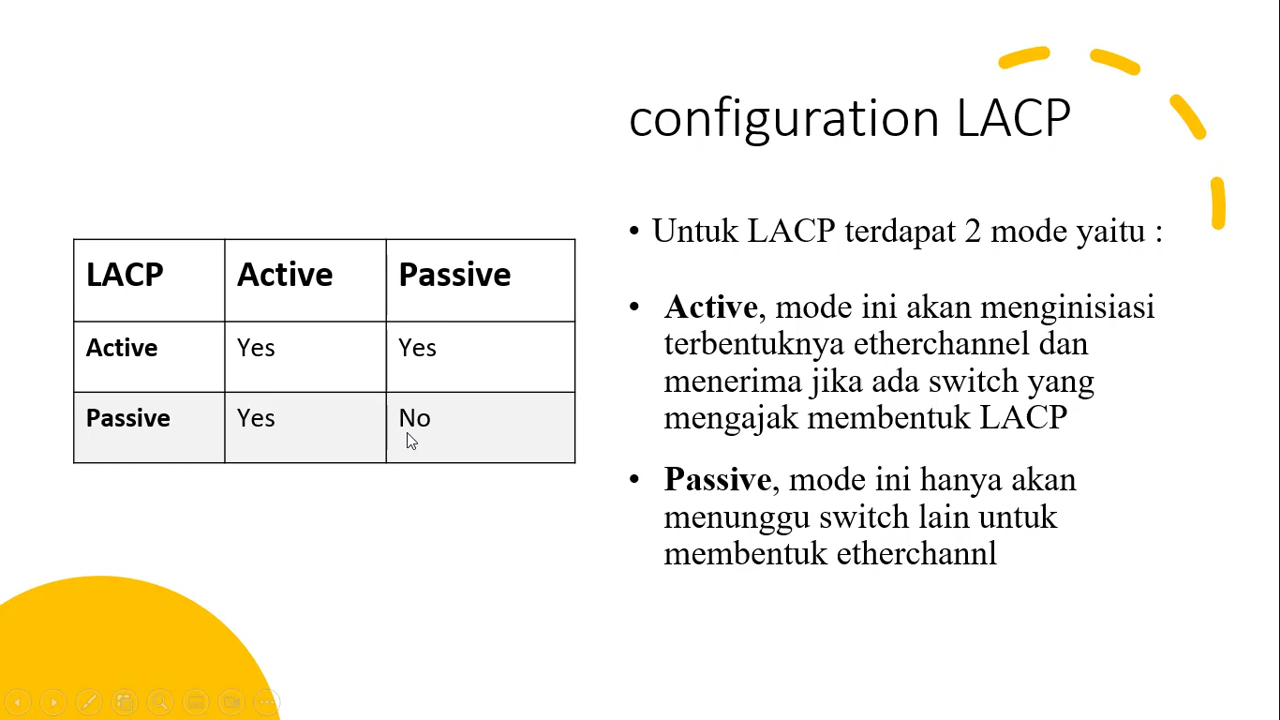 configuration LACP
• Untuk LACP terdapat 2 mode yaitu :
• Active, mode ini akan menginisiasi
terbentuknya etherchannel dan
menerima jika ada switch yang
mengajak membentuk LACP
• Passive, mode ini hanya akan
menunggu switch lain untuk
membentuk etherchannl
LACP Active Passive
Active Yes Yes
Passive Yes No